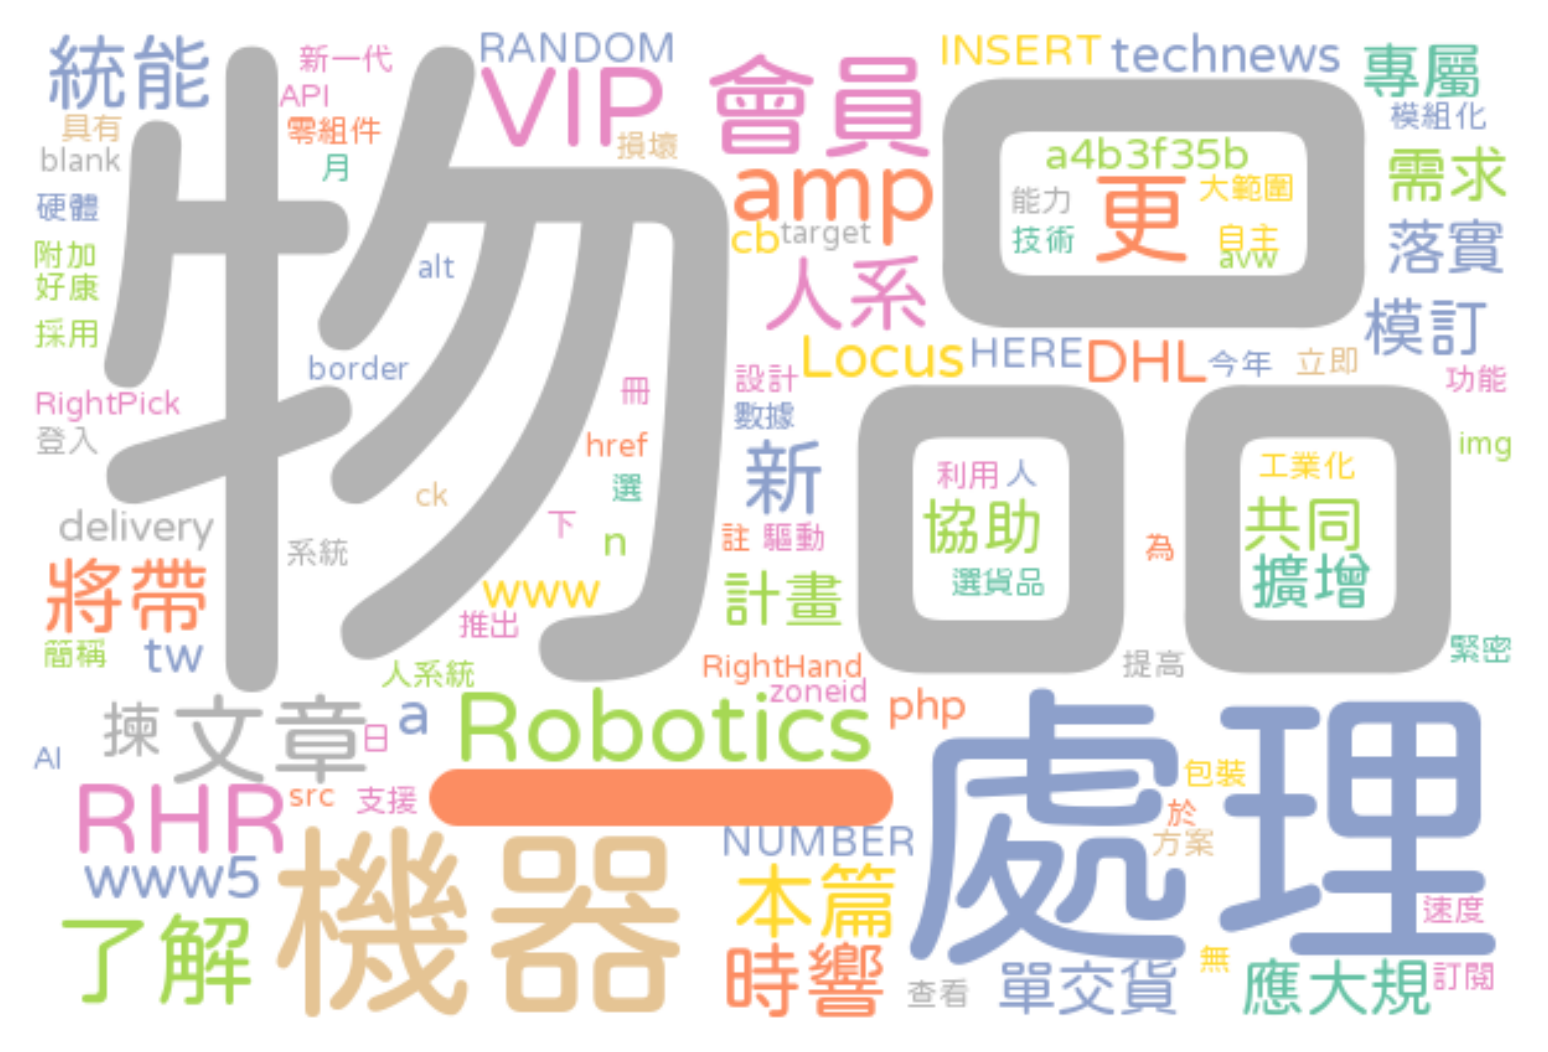 統能
新一代
RANDOM
INSERT
technews
專屬
API
VIP
會員
具有
零組件
損壞
模組化
blank
月
a4b3f35b
需求
amp
能力
更
大範圍
硬體
cb
target
技術
自主
avw
落實
附加
alt
人系
好康
模訂
採用
border
設計
Locus
HERE
DHL
今年
立即
功能
RightPick
冊
數據
登入
href
新
利用
人
工業化
img
物品
ck
選
協助
共同
delivery
系統
下
n
註
驅動
為
將帶
www
計畫
選貨品
擴增
推出
簡稱
tw
人系統
RightHand
提高
緊密
zoneid
揀
文章
日
a
Robotics
php
處理
AI
RHR
src
支援
包裝
於
NUMBER
方案
www5
機器
本篇
速度
了解
時響
查看
單交貨
無
應大規
訂閱